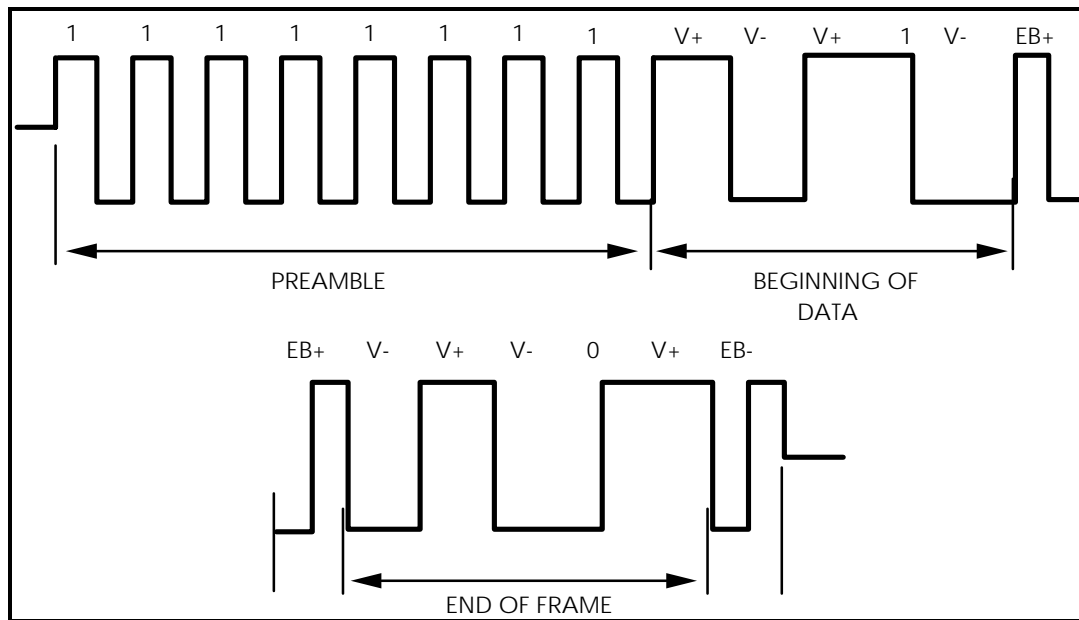 1 1 1 1 1 1 1 1 V+ V- V+ 1 V- EB+
PREAMBLE
BEGINNING OF
DATA
EB+ V- V+ V- 0 V+ EB-
END OF FRAME